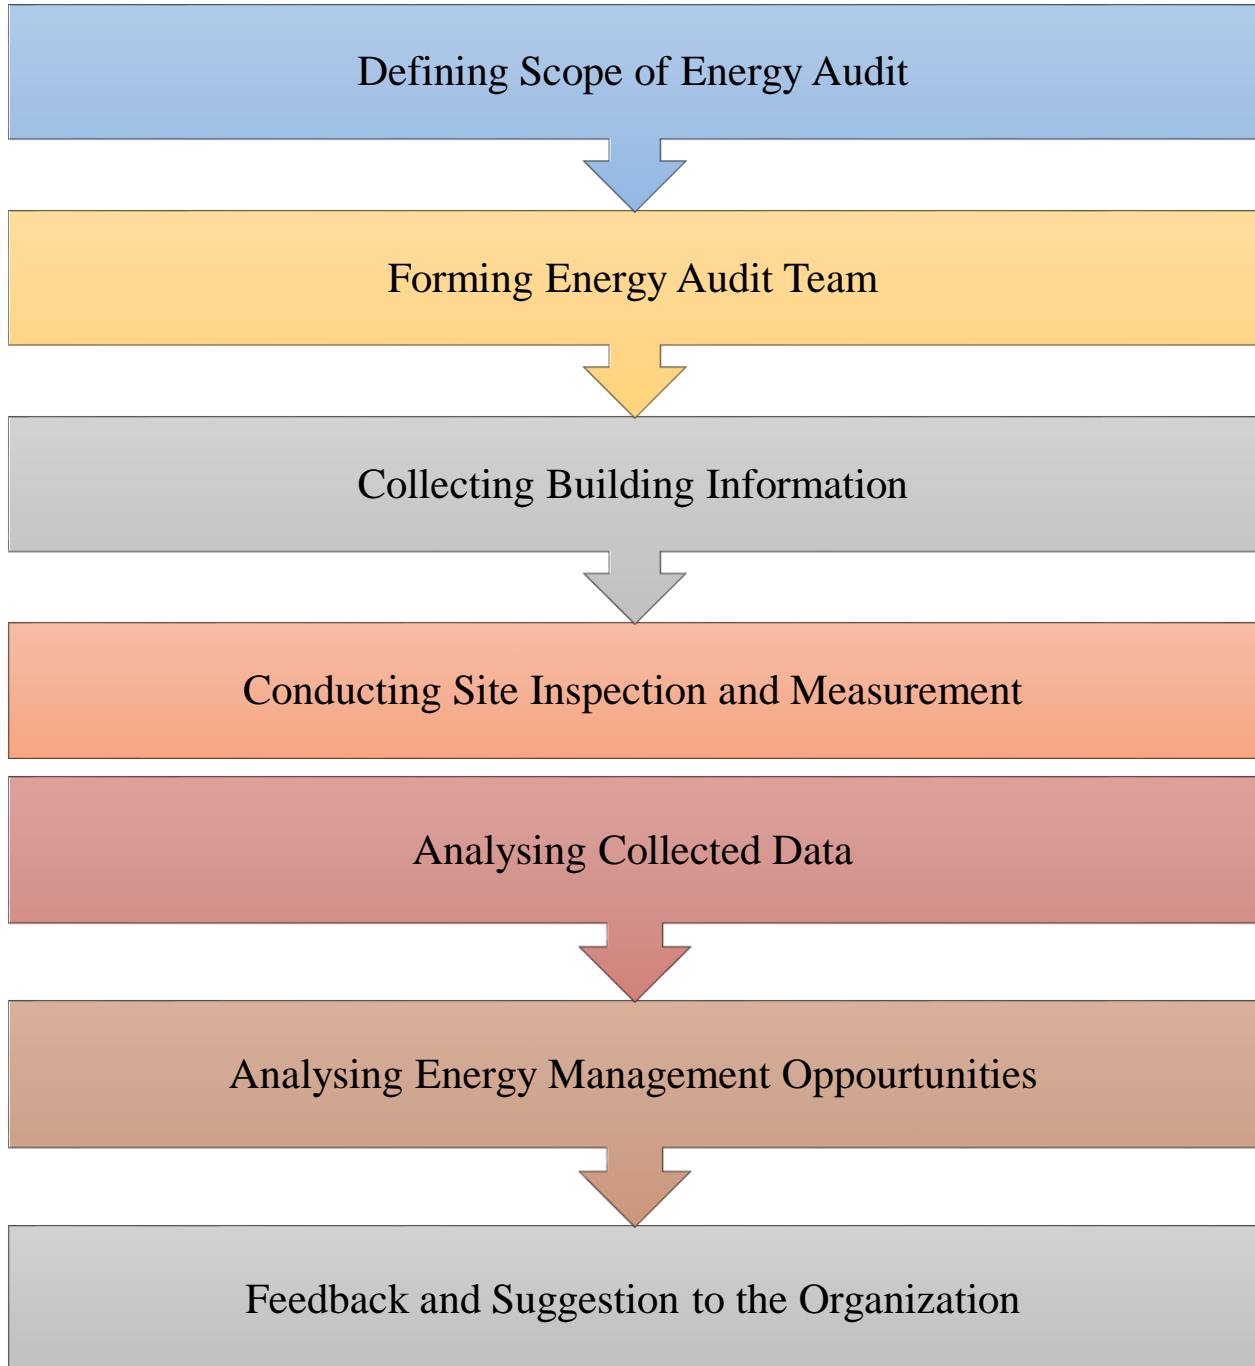 Defining Scope of Energy Audit
Forming Energy Audit Team
Collecting Building Information
Conducting Site Inspection and Measurement
Analysing Collected Data
Analysing Energy Management Oppourtunities
Feedback and Suggestion to the Organization